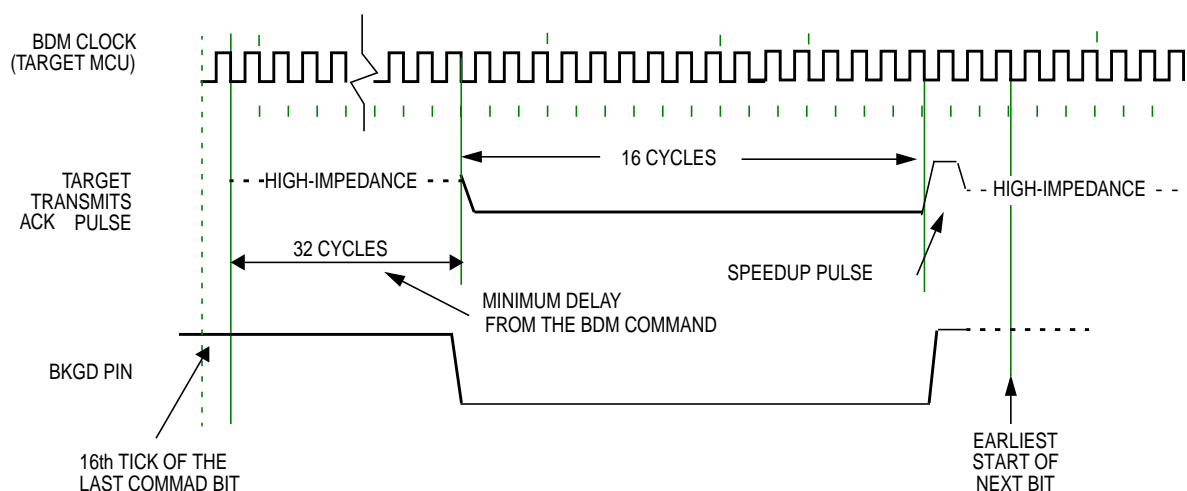 BDM CLOCK
(TARGET MCU)
16 CYCLES
TARGET
TRANSMITS
ACK PULSE
HIGH-IMPEDANCE
HIGH-IMPEDANCE
32 CYCLES
SPEEDUP PULSE
MINIMUM DELAY
FROM THE BDM COMMAND
BKGD PIN
16th TICK OF THE
LAST COMMAD BIT
EARLIEST
START OF
NEXT BIT